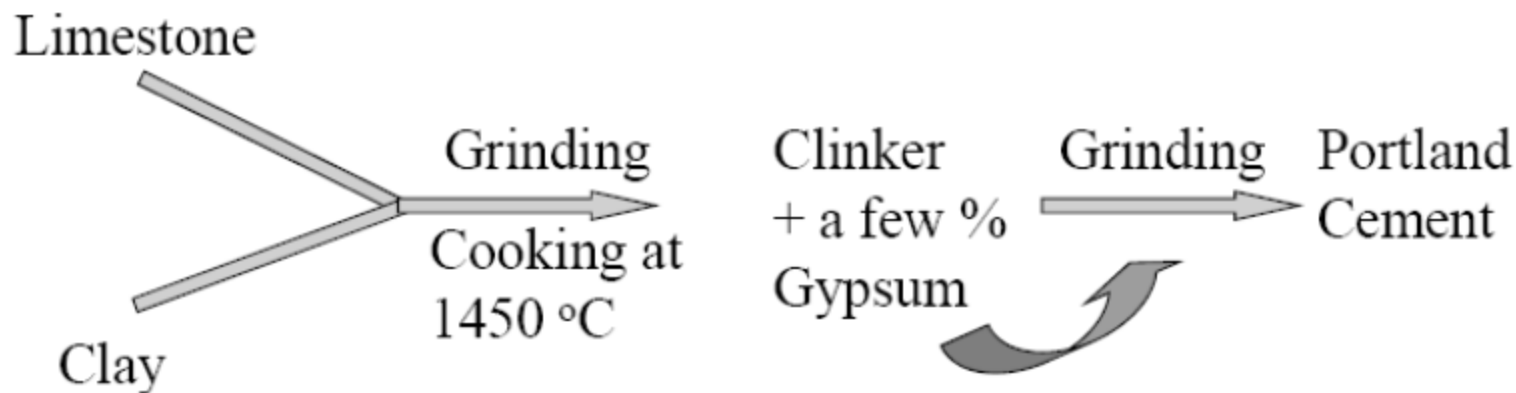 Limestone
Clay
Grinding
Cooking at
1450 °C
Clinker
+ a few %
Gypsum
Grinding
Portland
Cement